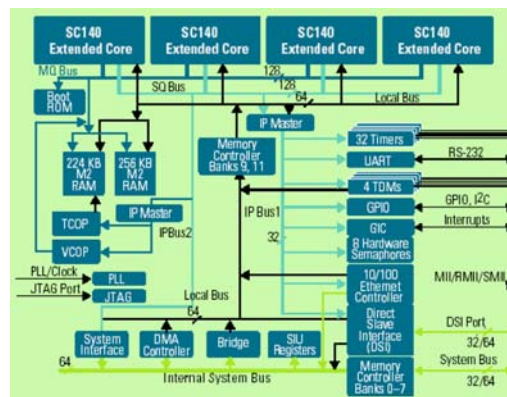 SC140
Extended Core
SC140
Extended Core
SC140
Extended Core
SC140
Extended Core
MQ Bus
128
SQ Bus
128
64
Local Bus
Boot
ROM
IP Master
Memory
Controller
Banks 9, 11
32 Timers
UART
RS-232
224 KB
M2
RAM
256 KB
M2
RAM
4 TDMs
IP Master
IP Bus1
GPIO
GPIO, I²C
TCOP
IPBus2
GIC
Interrupts
VCOP
32
8 Hardware
Semaphores
PLL/Clock
PLL
10/100
Ethernet
Controller
MII/RMII/SMII
JTAG Port
JTAG
Local Bus
64
Direct
Slave
Interface
(DSI)
DSI Port
32/64
System
Interface
DMA
Controller
Bridge
SIU
Registers
System Bus
64
Internal System Bus
Memory
Controller
Banks 0–7
32/64